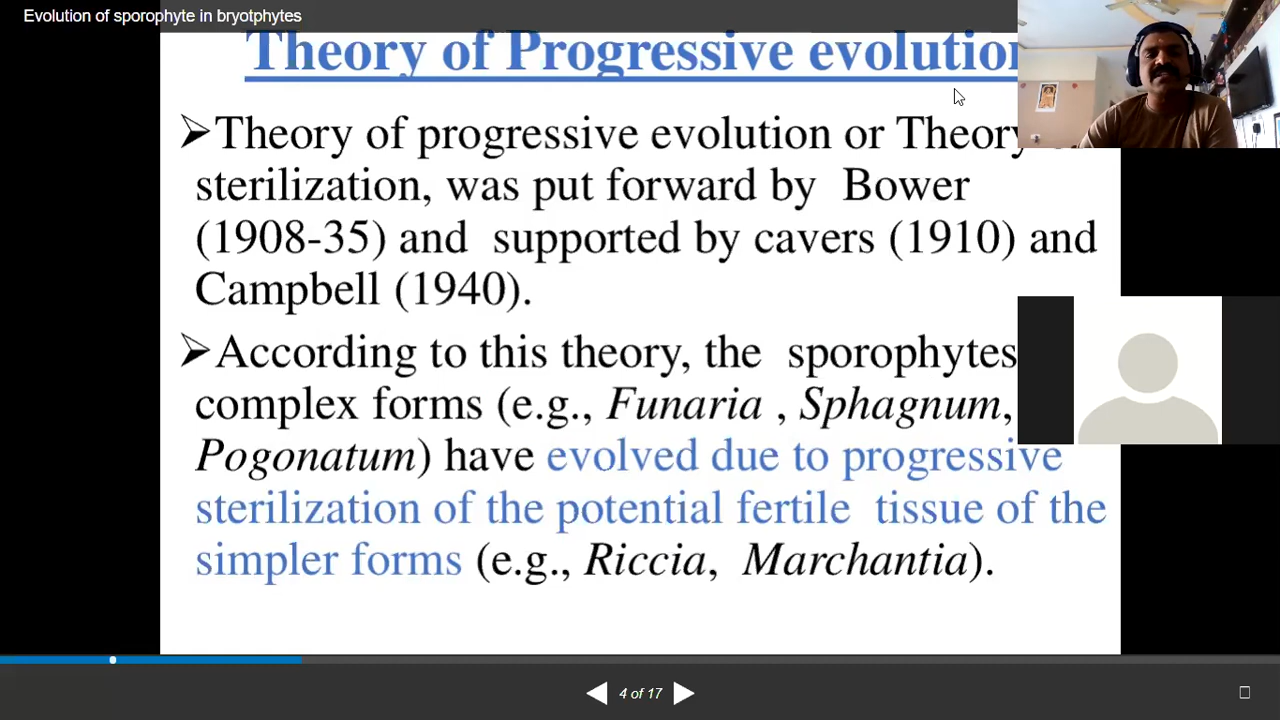 Evolution of sporophyte in bryotphytes
Theory of Progressive evolution
➢Theory of progressive evolution or Theory
sterilization, was put forward by Bower
(1908-35) and supported by cavers (1910) and
Campbell (1940).
➢According to this theory, the sporophytes
complex forms (e.g., Funaria , Sphagnum,
Pogonatum) have evolved due to progressive
sterilization of the potential fertile tissue of the
simpler forms (e.g., Riccia, Marchantia).
4 of 17